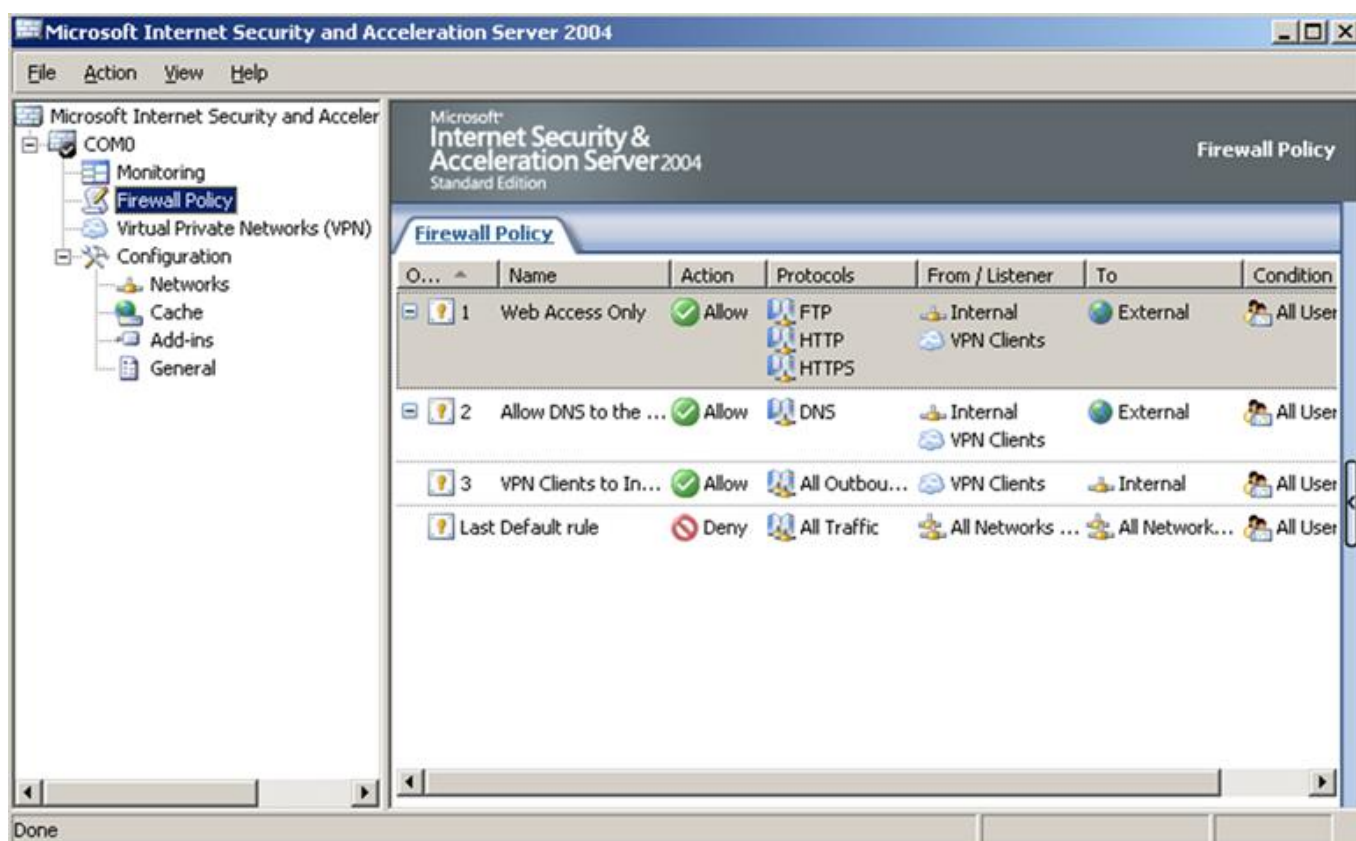 Microsoft Internet Security and Acceleration Server 2004
File Action View Help
Microsoft Internet Security and Acceler
COM0
Monitoring
Firewall Policy
Virtual Private Networks (VPN)
Configuration
Networks
Cache
Add-ins
General
Microsoft
Internet Security &
Acceleration Server 2004
Standard Edition
Firewall Policy
Firewall Policy
O... Name Action Protocols From / Listener To Condition
1 Web Access Only Allow FTP Internal External All User
HTTP VPN Clients
HTTPS
2 Allow DNS to the ... Allow DNS Internal External All User
VPN Clients
3 VPN Clients to In... Allow All Outbou... VPN Clients Internal All User
Last Default rule Deny All Traffic All Networks ... All Network... All User
Done